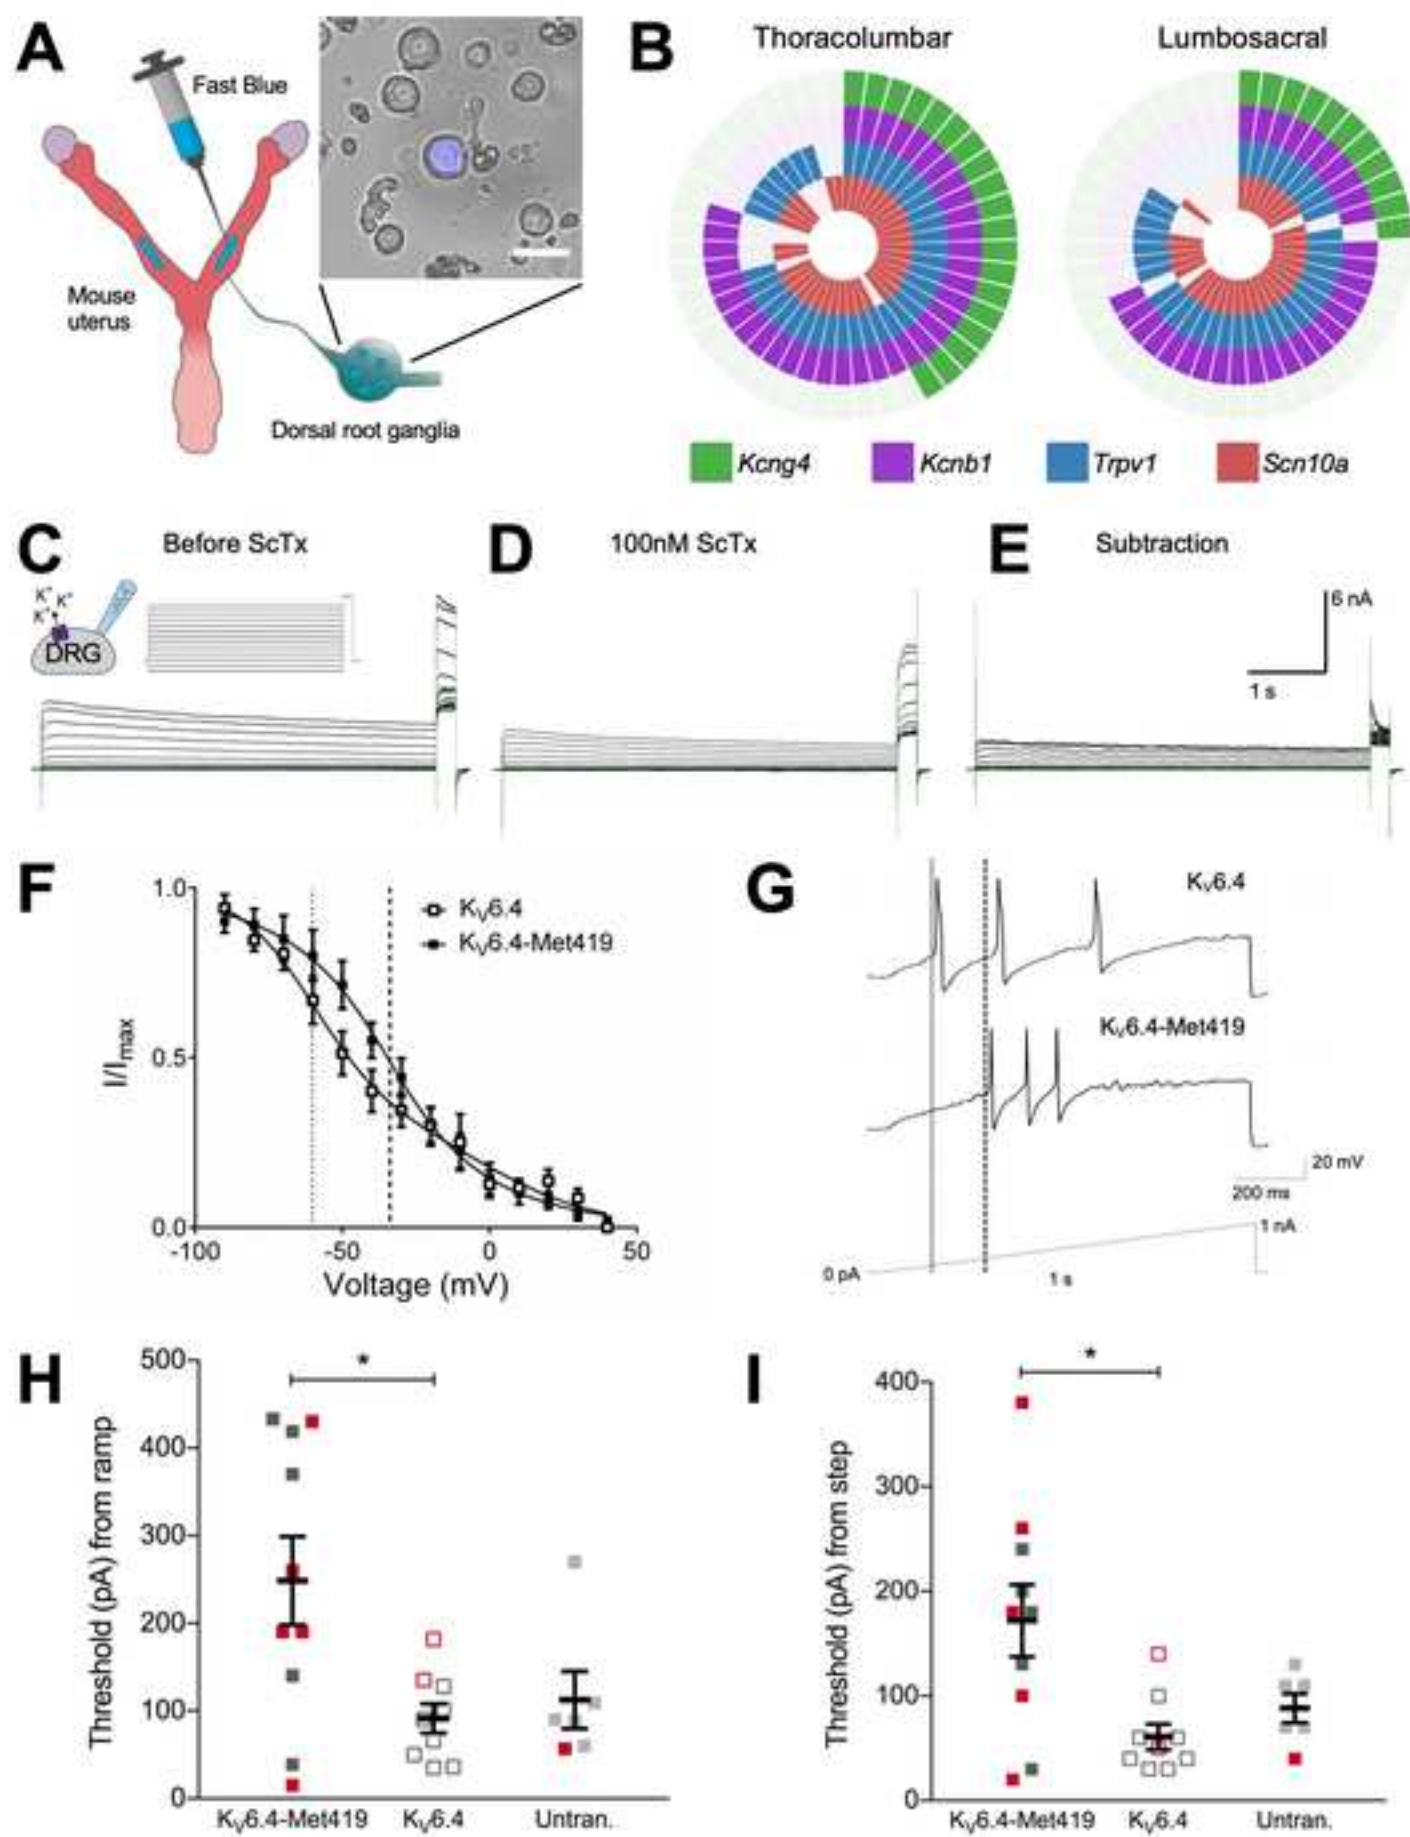 A
Fast Blue
Mouse
uterus
Dorsal root ganglia
B
Thoracolumbar
Lumbosacral
Kcng4
Kcnb1
Trpv1
Scn10a
C
Before ScTx
K+
K+
K+
DRG
D
100nM ScTx
E
Subtraction
6 nA
1 s
F
1.0
0.5
0.0
I/Imax
-100
-50
0
50
Voltage (mV)
KV6.4
KV6.4-Met419
G
KV6.4
KV6.4-Met419
20 mV
200 ms
1 nA
0 pA
1 s
H
500
400
300
200
100
0
Threshold (pA) from ramp
*
KV6.4-Met419
KV6.4
Untran.
I
400
300
200
100
0
Threshold (pA) from step
*
KV6.4-Met419
KV6.4
Untran.